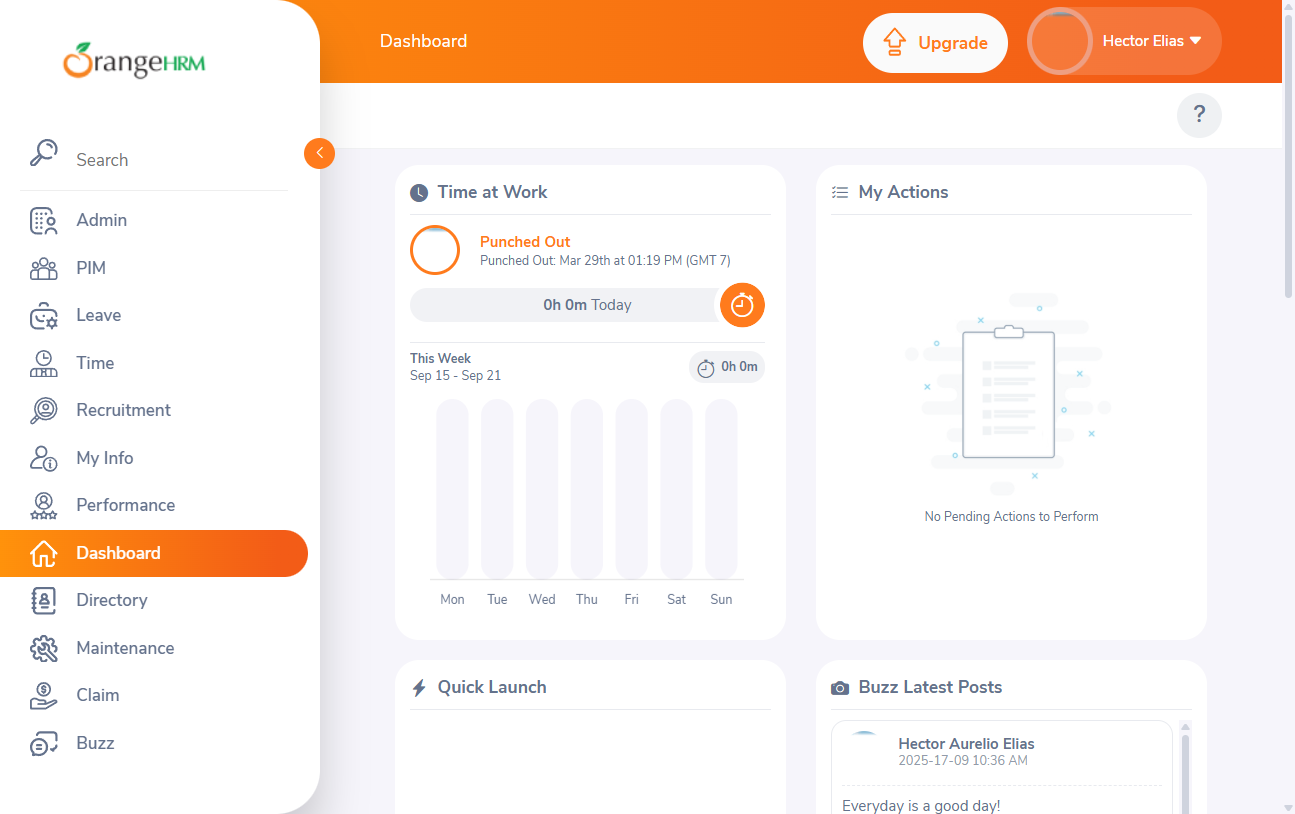 OrangeHRM
Search
Admin
PIM
Leave
Time
Recruitment
My Info
Performance
Dashboard
Directory
Maintenance
Claim
Buzz
Dashboard
Upgrade
Hector Elias
?
Time at Work
Punched Out
Punched Out: Mar 29th at 01:19 PM (GMT 7)
0h 0m Today
This Week
Sep 15 - Sep 21
0h 0m
Mon Tue Wed Thu Fri Sat Sun
My Actions
No Pending Actions to Perform
Quick Launch
Buzz Latest Posts
Hector Aurelio Elias
2025-17-09 10:36 AM
Everyday is a good day!